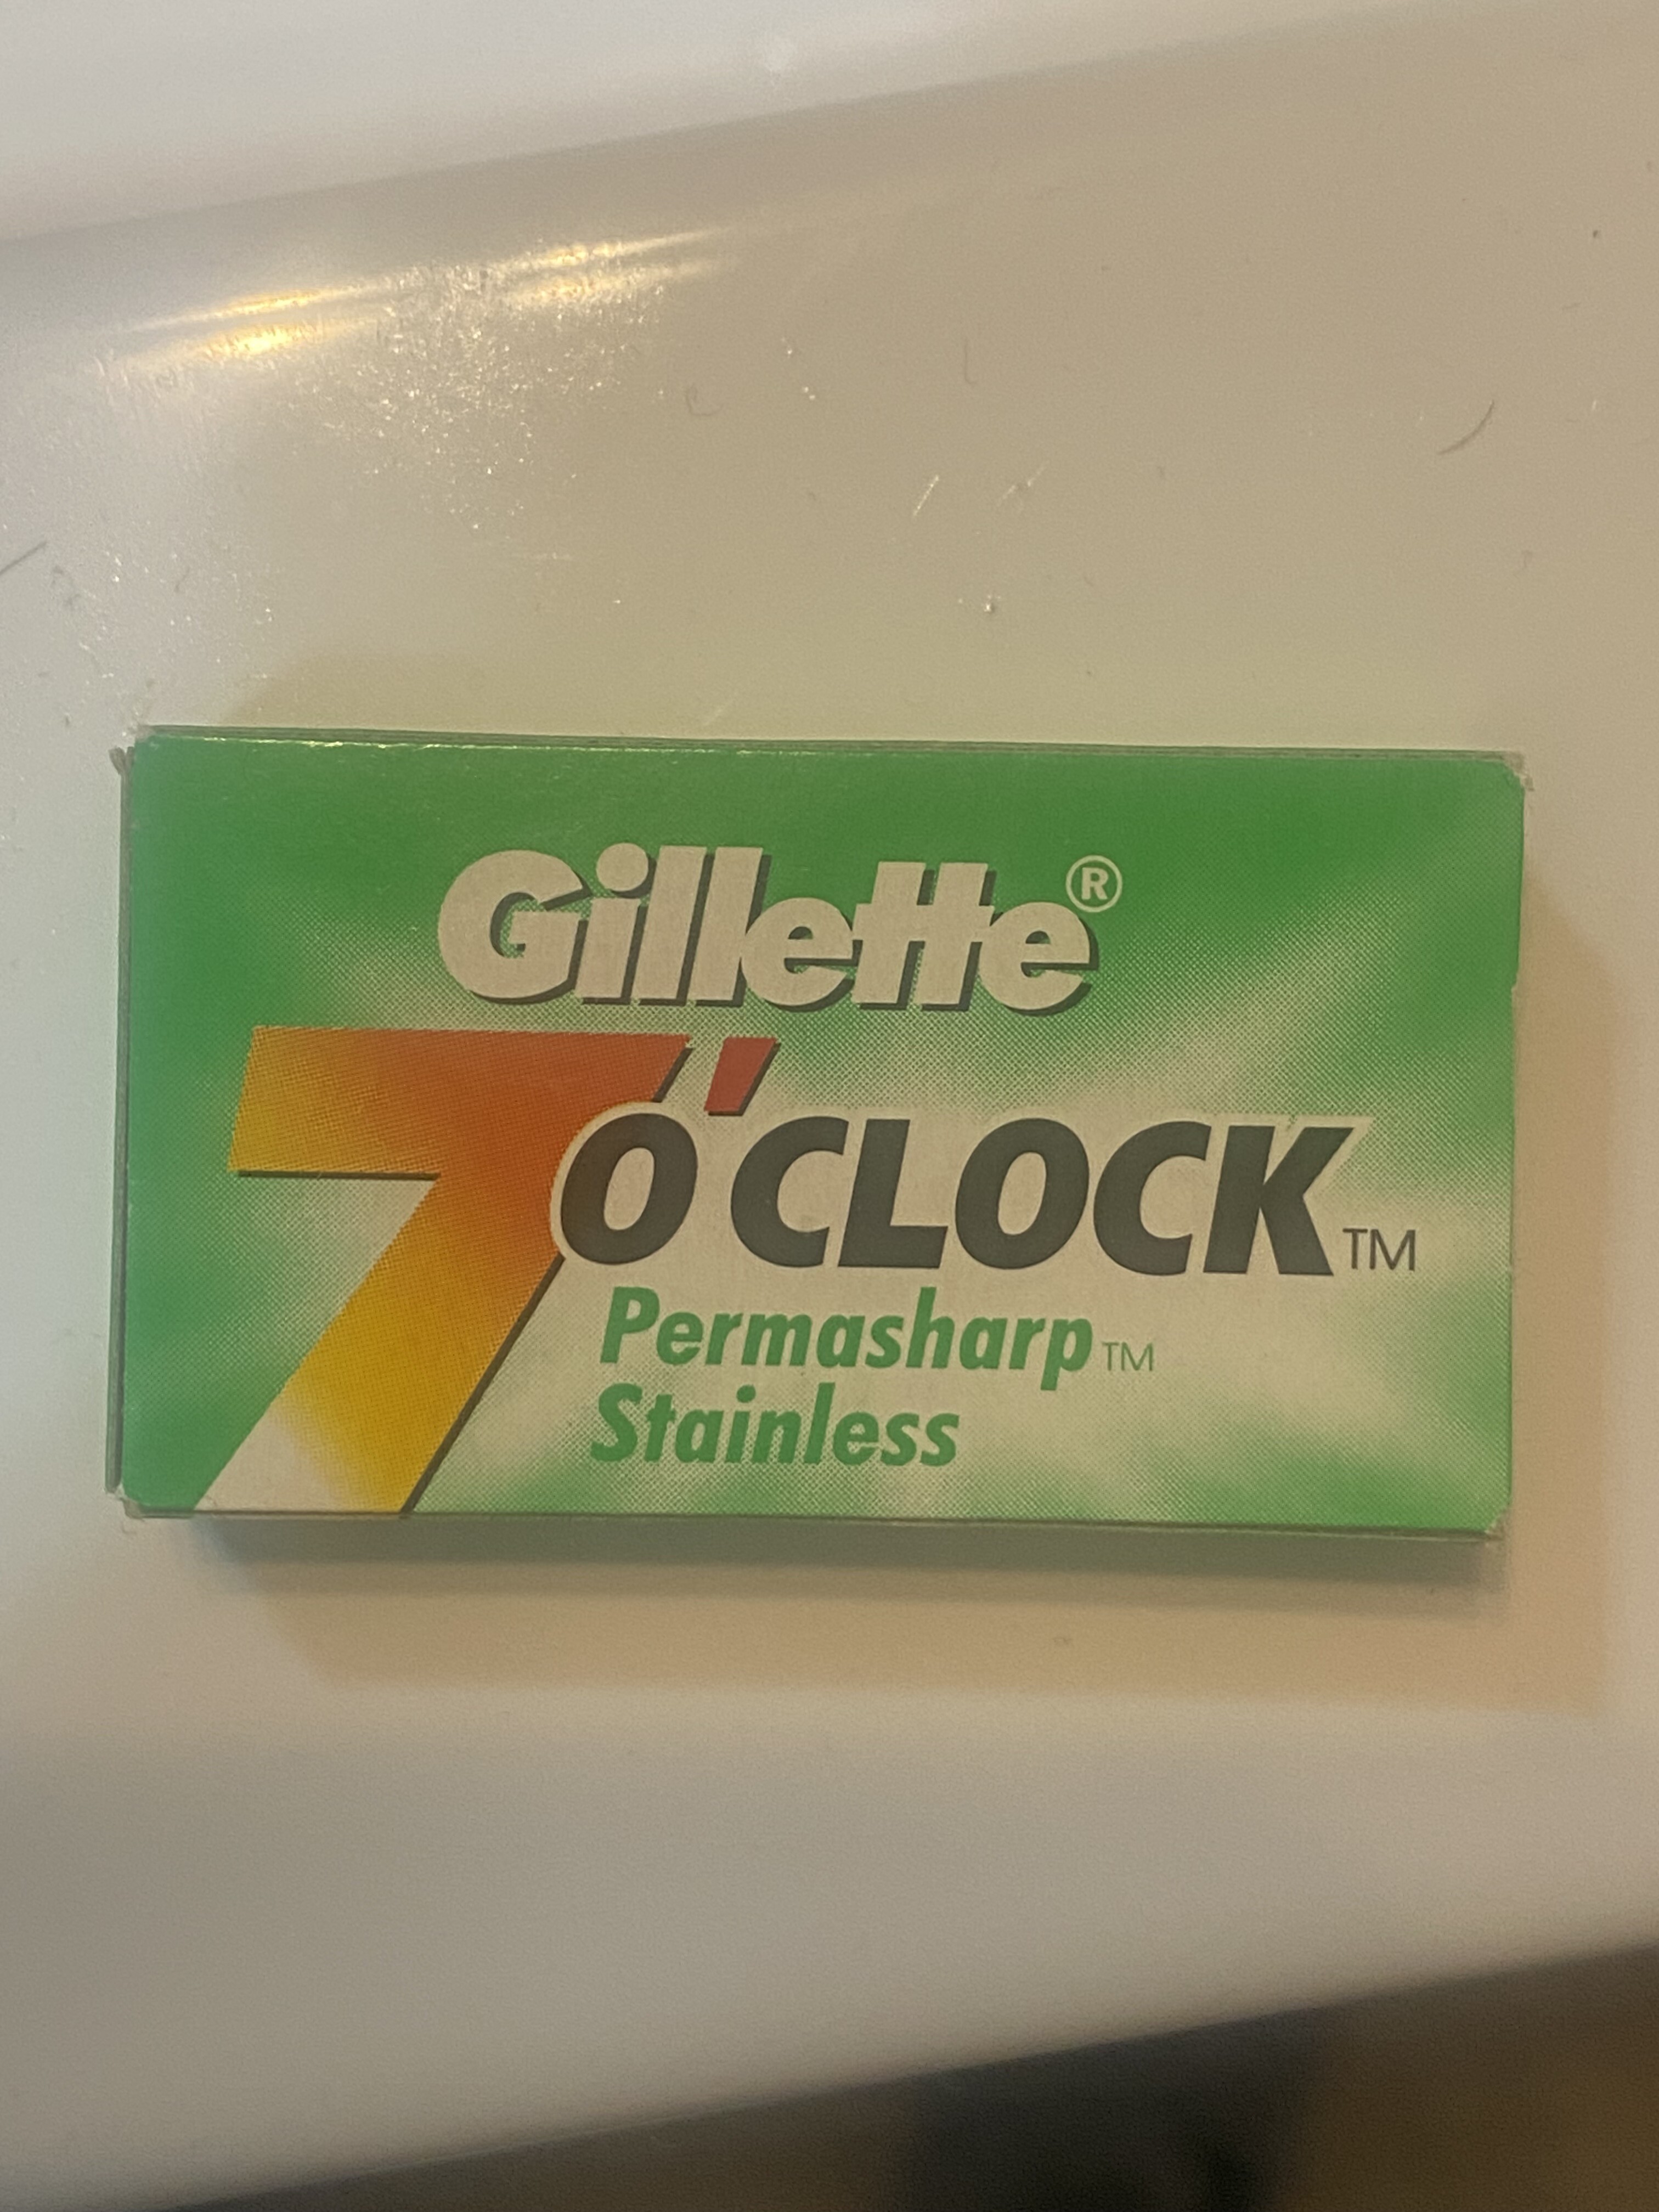 Gillette®
7'O'CLOCK™
Permasharp™
Stainless